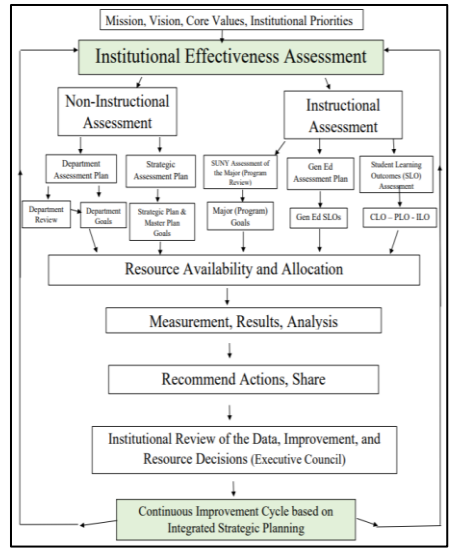 Mission, Vision, Core Values, Institutional Priorities
Institutional Effectiveness Assessment
Non-Instructional
Assessment
Instructional
Assessment
Department
Assessment Plan
Strategic
Assessment Plan
SUNY Assessment of
the Major (Program
Review)
Gen Ed
Assessment Plan
Student Learning
Outcomes (SLO)
Assessment
Department
Review
Department
Goals
Strategic Plan &
Master Plan
Goals
Major (Program)
Goals
Gen Ed SLOs
CLO – PLO - ILO
Resource Availability and Allocation
Measurement, Results, Analysis
Recommend Actions, Share
Institutional Review of the Data, Improvement, and
Resource Decisions (Executive Council)
Continuous Improvement Cycle based on
Integrated Strategic Planning